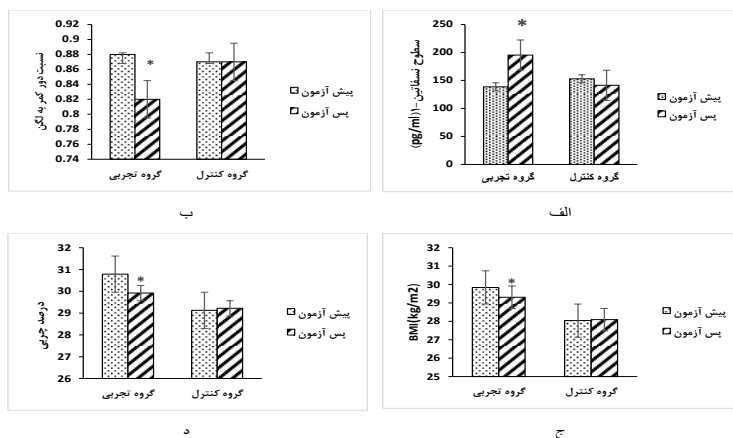 سطوح نسفاتین-۱ (pg/ml)
250
200
150
100
50
0
*
گروه تجربی
گروه کنترل
پیش آزمون
پس آزمون
الف
نسبت دور کمر به لگن
0.92
0.9
0.88
0.86
0.84
0.82
0.8
0.78
0.76
0.74
*
گروه تجربی
گروه کنترل
پیش آزمون
پس آزمون
ب
BMI(kg/m2)
32
31
30
29
28
27
26
25
*
گروه تجربی
گروه کنترل
پیش آزمون
پس آزمون
ج
درصد چربی
32
31
30
29
28
27
26
*
گروه تجربی
گروه کنترل
پیش آزمون
پس آزمون
د